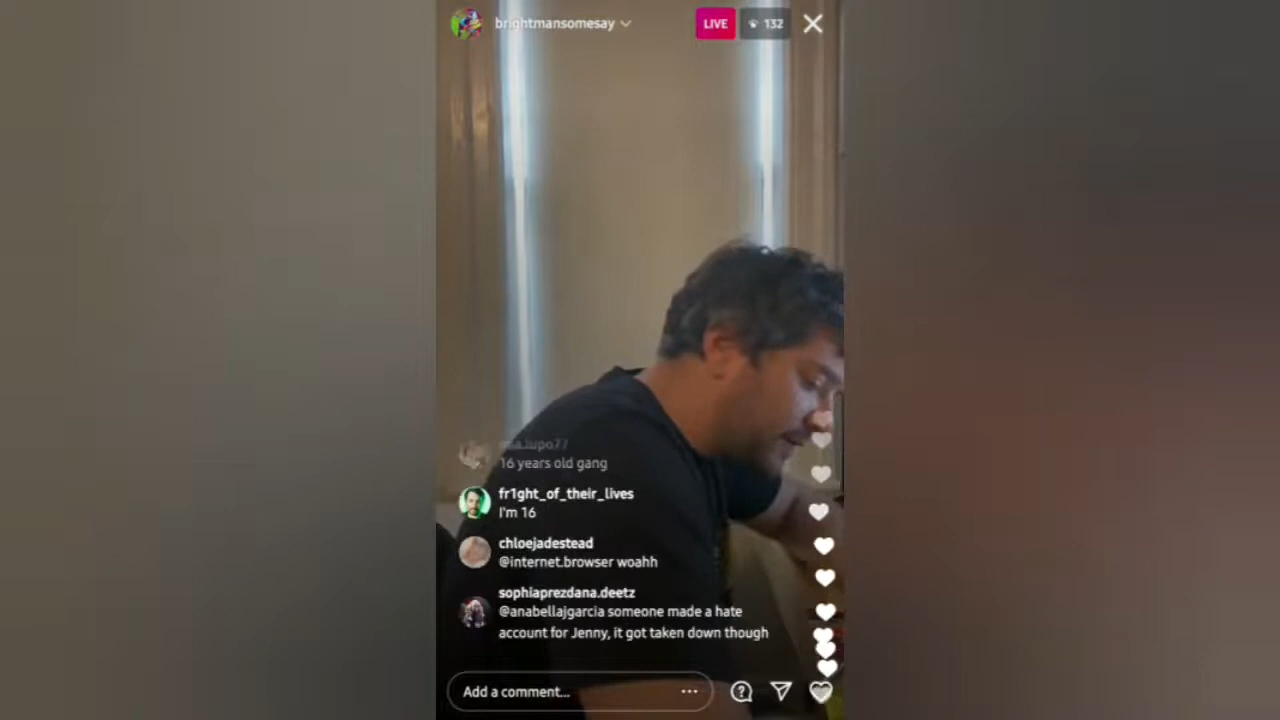 brightmansomesay
LIVE
132
16 years old gang
fr1ght_of_their_lives
I'm 16
chloejadestead
@internet.browser woahh
sophiaprezdana.deetz
@anabellajgarcia someone made a hate
account for Jenny, it got taken down though
Add a comment...